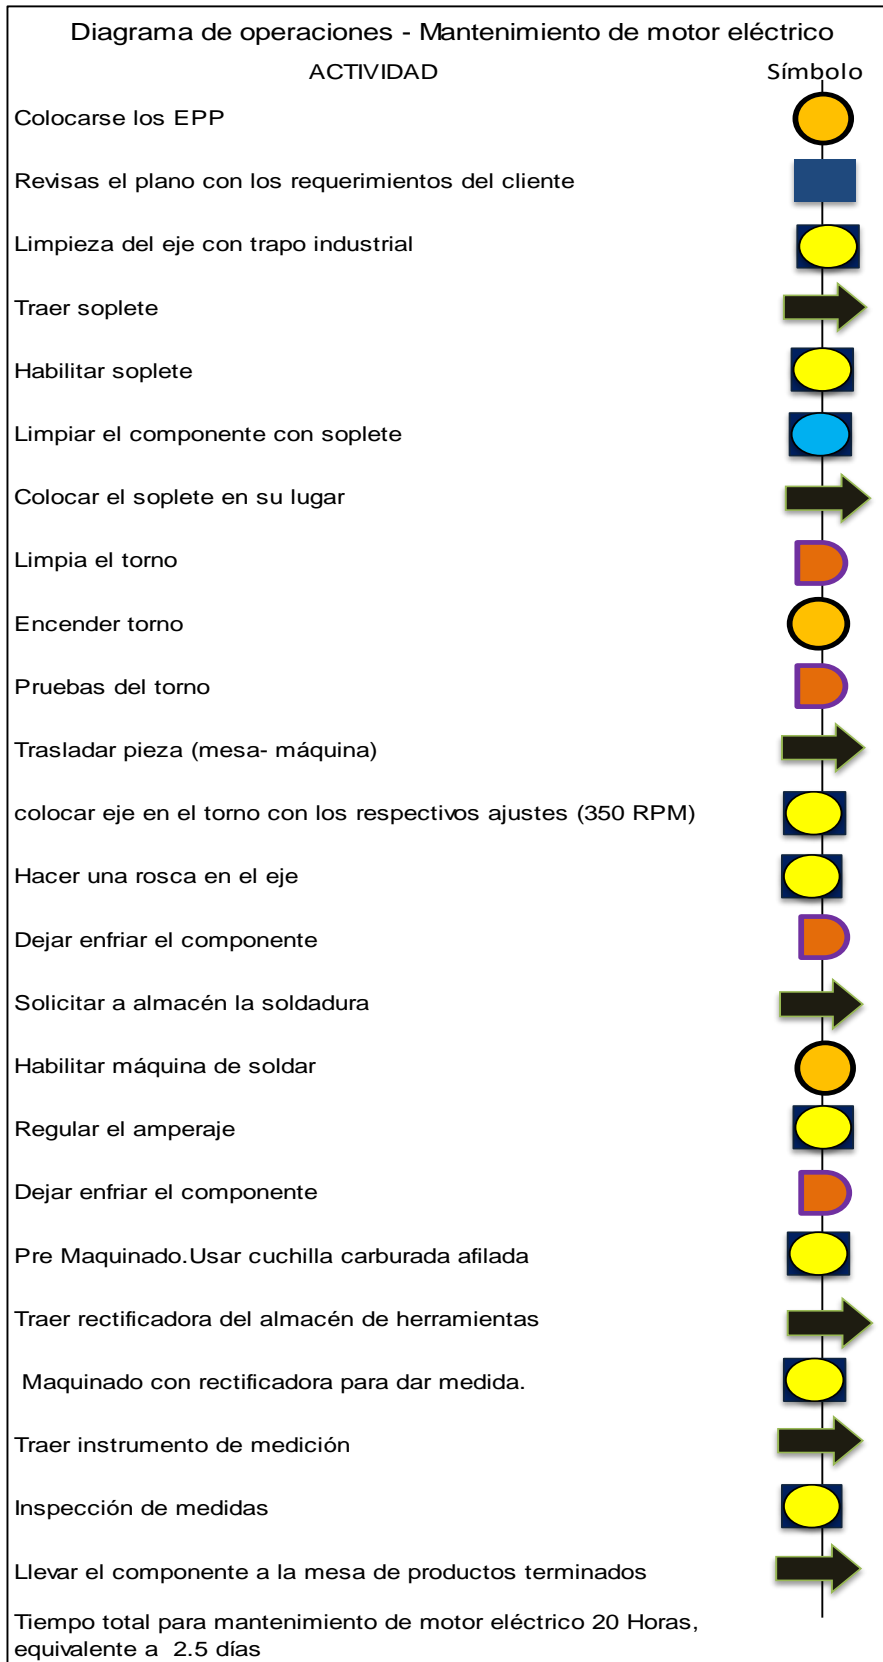 Diagrama de operaciones - Mantenimiento de motor eléctrico
ACTIVIDAD Símbolo
Colocarse los EPP
Revisas el plano con los requerimientos del cliente
Limpieza del eje con trapo industrial
Traer soplete
Habilitar soplete
Limpiar el componente con soplete
Colocar el soplete en su lugar
Limpia el torno
Encender torno
Pruebas del torno
Trasladar pieza (mesa- máquina)
colocar eje en el torno con los respectivos ajustes (350 RPM)
Hacer una rosca en el eje
Dejar enfriar el componente
Solicitar a almacén la soldadura
Habilitar máquina de soldar
Regular el amperaje
Dejar enfriar el componente
Pre Maquinado.Usar cuchilla carburada afilada
Traer rectificadora del almacén de herramientas
Maquinado con rectificadora para dar medida.
Traer instrumento de medición
Inspección de medidas
Llevar el componente a la mesa de productos terminados
Tiempo total para mantenimiento de motor eléctrico 20 Horas,
equivalente a 2.5 días